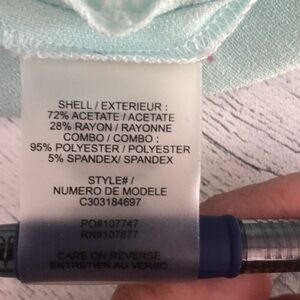 SHELL / EXTERIEUR :
72% ACETATE / ACETATE
28% RAYON / RAYONNE
COMBO / COMBO :
95% POLYESTER / POLYESTER
5% SPANDEX/ SPANDEX
STYLE# /
NUMERO DE MODELE
C303184697
PO#107747
RN#107677
CARE ON REVERSE
ENTRETIEN AU VERSO